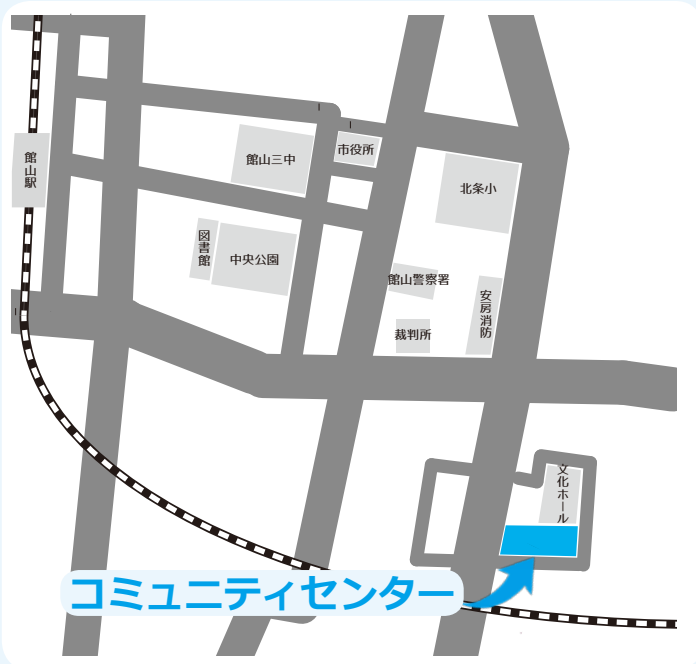 館山駅
館山三中
市役所
北条小
図書館
中央公園
館山警察署
安房消防
裁判所
文化ホール
コミュニティセンター